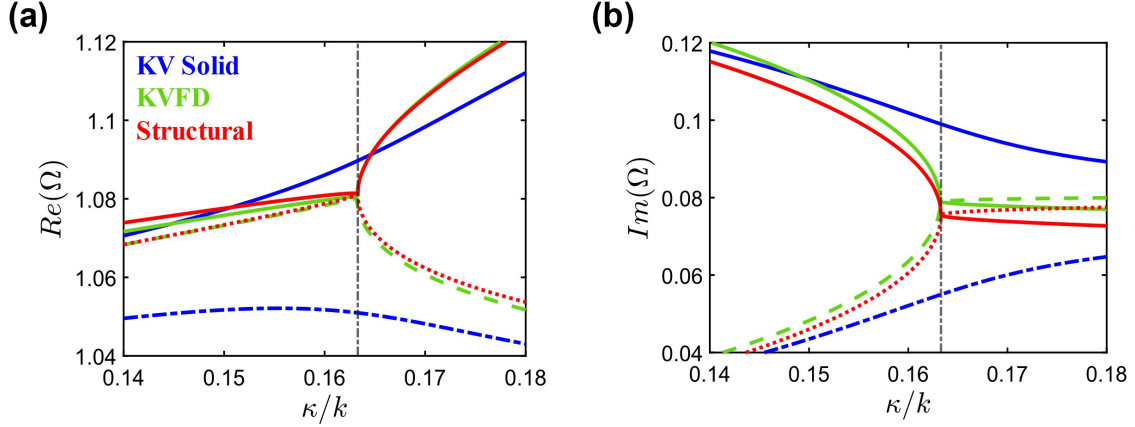 (a)
Re(Ω)
1.12
1.1
1.08
1.06
1.04
KV Solid
KVFD
Structural
0.14
0.15
0.16
0.17
0.18
κ/k
(b)
Im(Ω)
0.12
0.1
0.08
0.06
0.04
0.14
0.15
0.16
0.17
0.18
κ/k